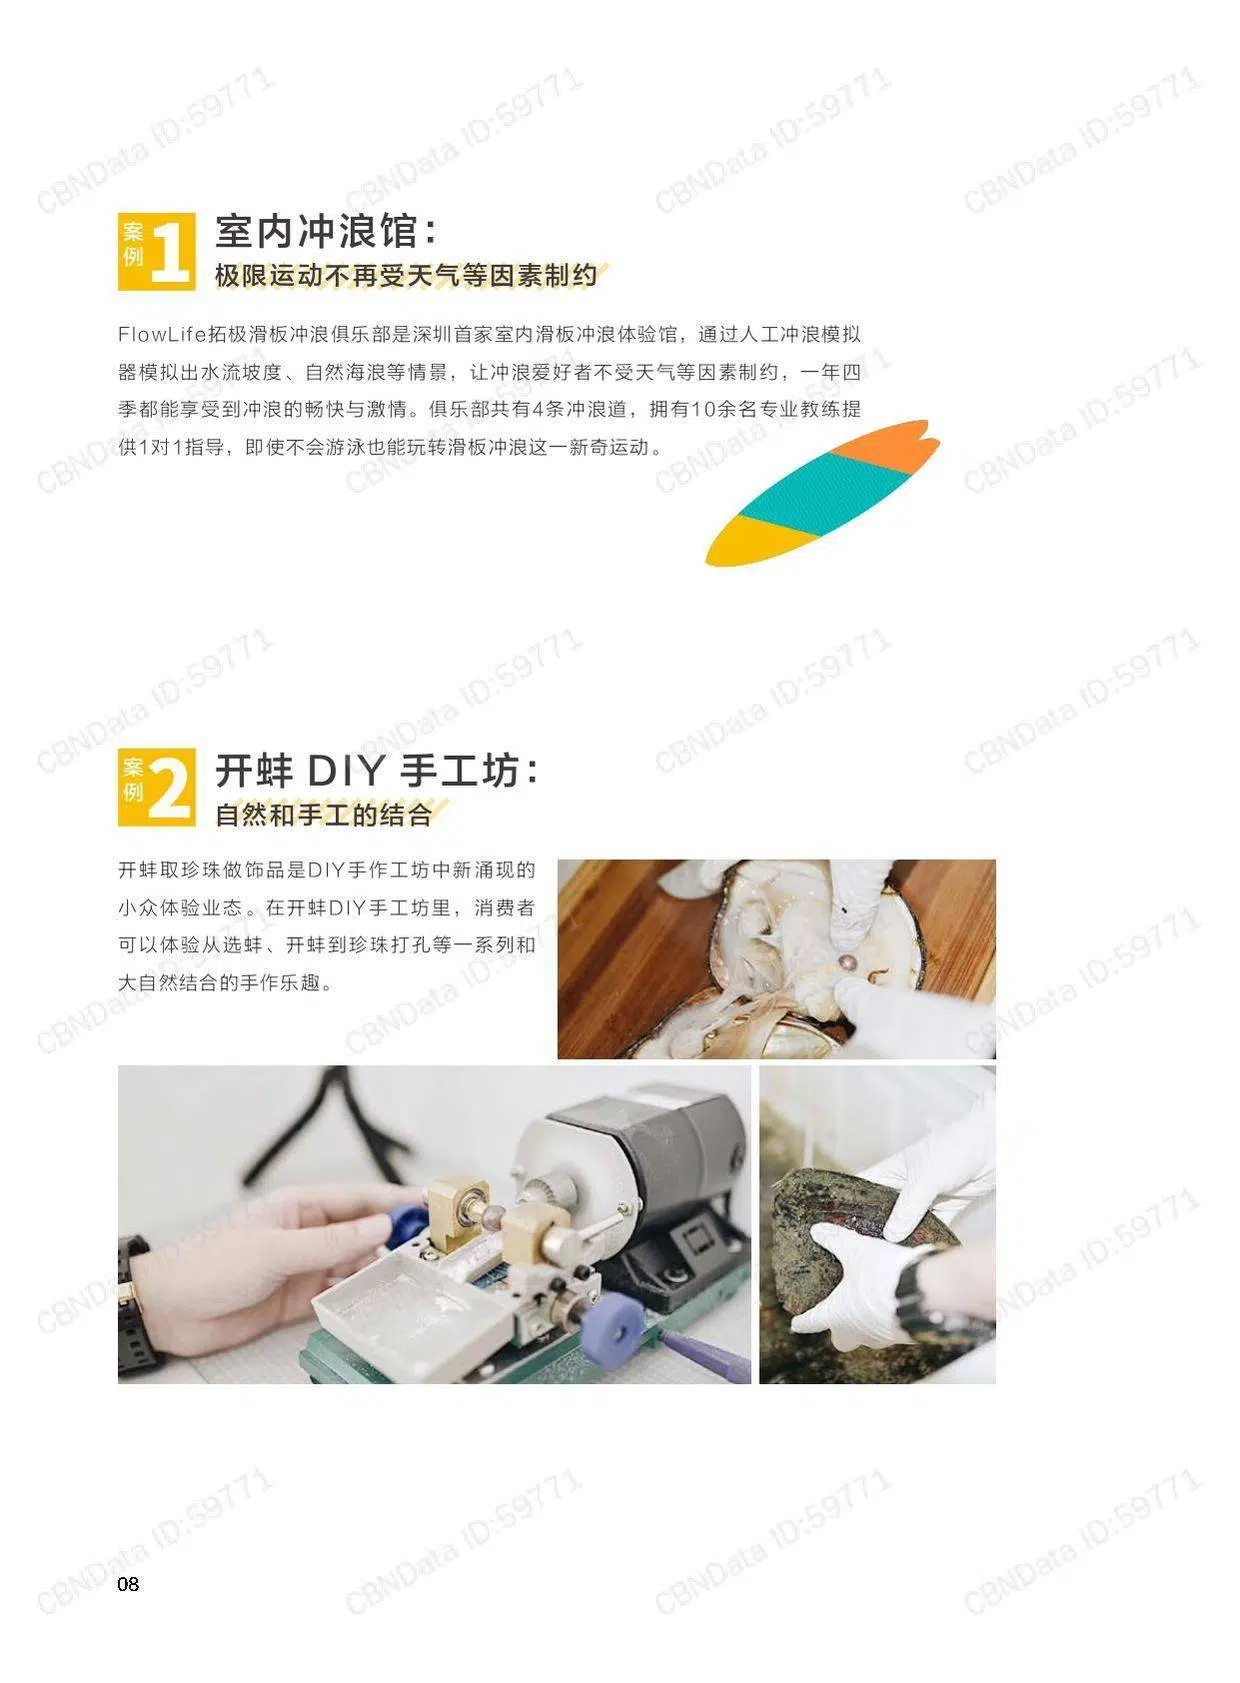 案例 1
室内冲浪馆：
极限运动不再受天气等因素制约
FlowLife拓极滑板冲浪俱乐部是深圳首家室内滑板冲浪体验馆，通过人工冲浪模拟
器模拟出水流坡度、自然海浪等情景，让冲浪爱好者不受天气等因素制约，一年四
季都能享受到冲浪的畅快与激情。俱乐部共有4条冲浪道，拥有10余名专业教练提
供1对1指导，即使不会游泳也能玩转滑板冲浪这一新奇运动。
案例 2
开蚌 DIY 手工坊：
自然和手工的结合
开蚌取珍珠做饰品是DIY手作工坊中新涌现的
小众体验业态。在开蚌DIY手工坊里，消费者
可以体验从选蚌、开蚌到珍珠打孔等一系列和
大自然结合的手作乐趣。
08
CBNData ID:59771